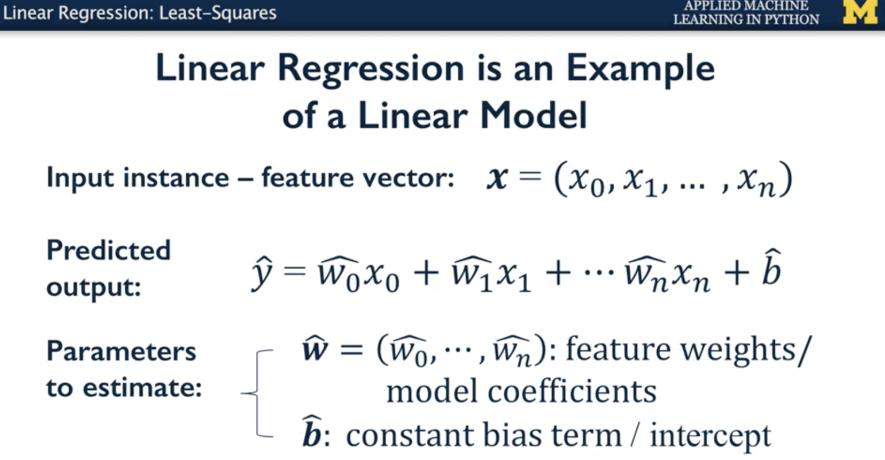 Linear Regression: Least-Squares
APPLIED MACHINE
LEARNING IN PYTHON
M
Linear Regression is an Example
of a Linear Model
Input instance – feature vector: x = (x₀, x₁, … , xₙ)
Predicted
output:
ŷ = ŵ₀x₀ + ŵ₁x₁ + ⋯ ŵₙxₙ + b̂
Parameters
to estimate:
ŵ = (ŵ₀, ⋯ , ŵₙ): feature weights/
model coefficients
b̂: constant bias term / intercept